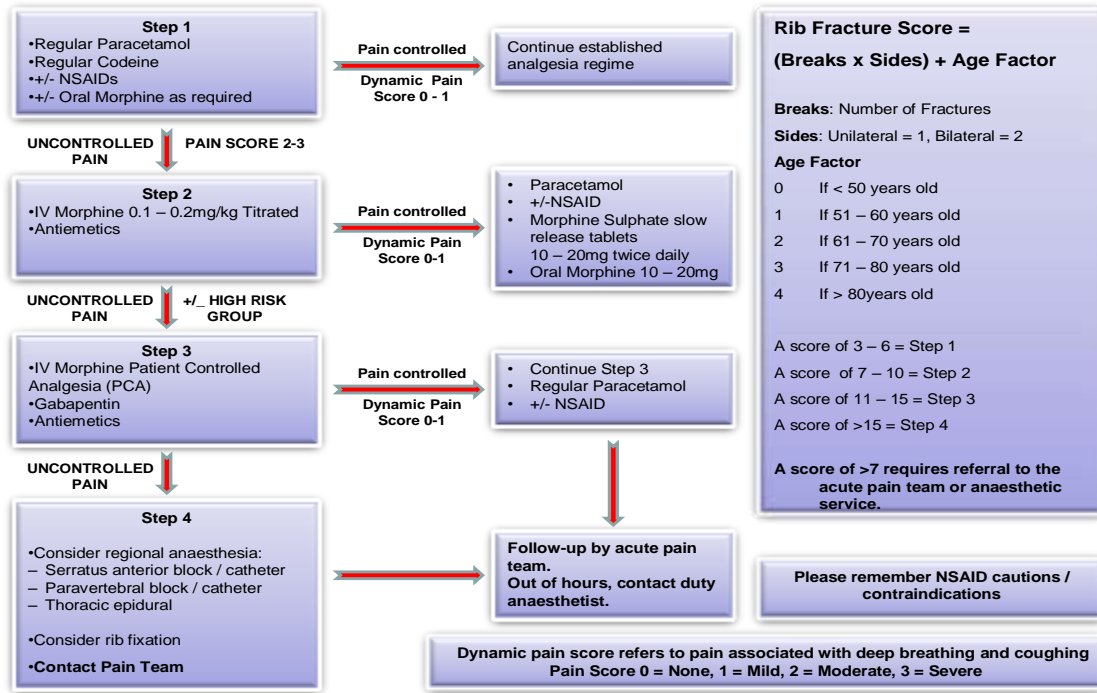 Step 1
•Regular Paracetamol
•Regular Codeine
•+/- NSAIDs
•+/- Oral Morphine as required
Pain controlled
Dynamic Pain
Score 0 - 1
Continue established
analgesia regime
UNCONTROLLED
PAIN
PAIN SCORE 2-3
Step 2
•IV Morphine 0.1 – 0.2mg/kg Titrated
•Antiemetics
Pain controlled
Dynamic Pain
Score 0-1
• Paracetamol
• +/-NSAID
• Morphine Sulphate slow
release tablets
10 – 20mg twice daily
• Oral Morphine 10 – 20mg
UNCONTROLLED
PAIN
+/_ HIGH RISK
GROUP
Step 3
•IV Morphine Patient Controlled
Analgesia (PCA)
•Gabapentin
•Antiemetics
Pain controlled
Dynamic Pain
Score 0-1
• Continue Step 3
• Regular Paracetamol
• +/- NSAID
UNCONTROLLED
PAIN
Step 4
•Consider regional anaesthesia:
– Serratus anterior block / catheter
– Paravertebral block / catheter
– Thoracic epidural
•Consider rib fixation
•Contact Pain Team
Follow-up by acute pain
team.
Out of hours, contact duty
anaesthetist.
Rib Fracture Score =
(Breaks x Sides) + Age Factor
Breaks: Number of Fractures
Sides: Unilateral = 1, Bilateral = 2
Age Factor
0 If < 50 years old
1 If 51 – 60 years old
2 If 61 – 70 years old
3 If 71 – 80 years old
4 If > 80years old
A score of 3 – 6 = Step 1
A score of 7 – 10 = Step 2
A score of 11 – 15 = Step 3
A score of >15 = Step 4
A score of >7 requires referral to the
acute pain team or anaesthetic
service.
Please remember NSAID cautions /
contraindications
Dynamic pain score refers to pain associated with deep breathing and coughing
Pain Score 0 = None, 1 = Mild, 2 = Moderate, 3 = Severe